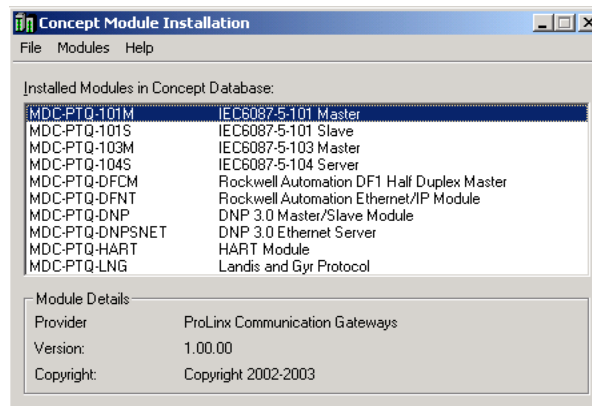 Concept Module Installation
File Modules Help
Installed Modules in Concept Database:
MDC-PTQ-101M IEC6087-5-101 Master
MDC-PTQ-101S IEC6087-5-101 Slave
MDC-PTQ-103M IEC6087-5-103 Master
MDC-PTQ-104S IEC6087-5-104 Server
MDC-PTQ-DFCM Rockwell Automation DF1 Half Duplex Master
MDC-PTQ-DFNT Rockwell Automation Ethernet/IP Module
MDC-PTQ-DNP DNP 3.0 Master/Slave Module
MDC-PTQ-DNPSNET DNP 3.0 Ethernet Server
MDC-PTQ-HART HART Module
MDC-PTQ-LNG Landis and Gyr Protocol
Module Details
Provider ProLinx Communication Gateways
Version: 1.00.00
Copyright: Copyright 2002-2003